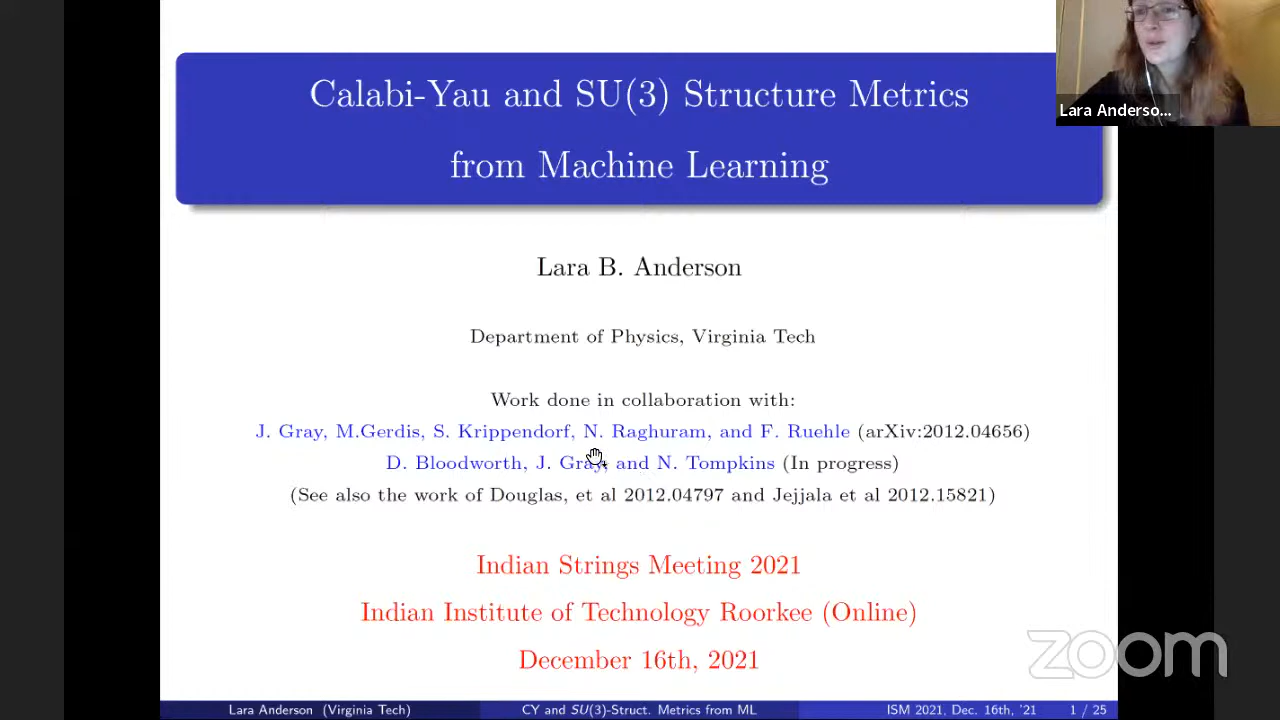 Calabi-Yau and SU(3) Structure Metrics
from Machine Learning
Lara Anderso...
Lara B. Anderson
Department of Physics, Virginia Tech
Work done in collaboration with:
J. Gray, M.Gerdis, S. Krippendorf, N. Raghuram, and F. Ruehle (arXiv:2012.04656)
D. Bloodworth, J. Gray, and N. Tompkins (In progress)
(See also the work of Douglas, et al 2012.04797 and Jejjala et al 2012.15821)
Indian Strings Meeting 2021
Indian Institute of Technology Roorkee (Online)
December 16th, 2021
zoom
Lara Anderson (Virginia Tech) CY and SU(3)-Struct. Metrics from ML ISM 2021, Dec. 16th, '21 1 / 25